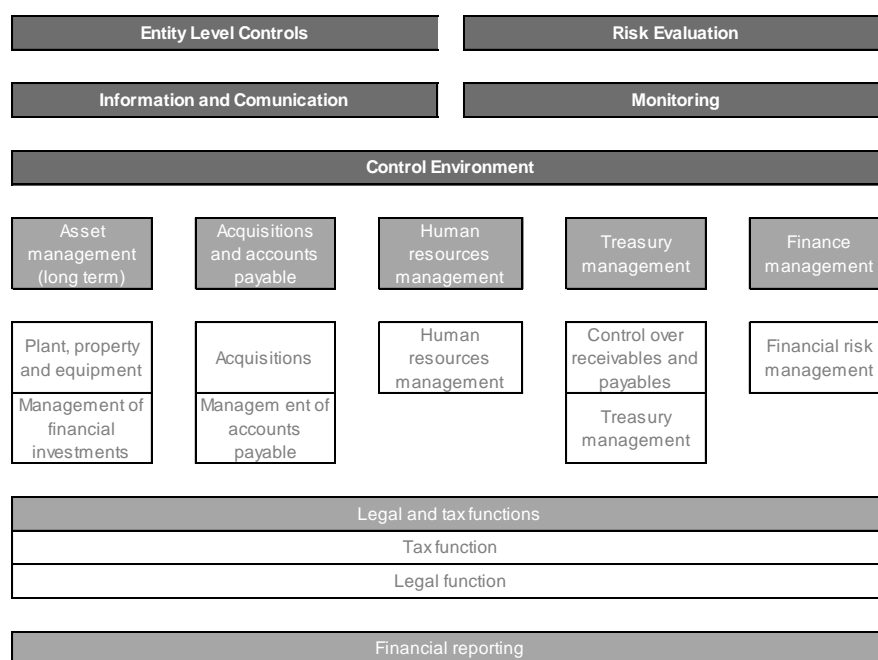 Entity Level Controls
Risk Evaluation
Information and Comunication
Monitoring
Control Environment
Asset
management
(long term)
Acquisitions
and accounts
payable
Human
resources
management
Treasury
management
Finance
management
Plant, property
and equipment
Acquisitions
Human
resources
management
Control over
receivables and
payables
Financial risk
management
Management of
financial
investments
Managem ent of
accounts
payable
Treasury
management
Legal and tax functions
Tax function
Legal function
Financial reporting